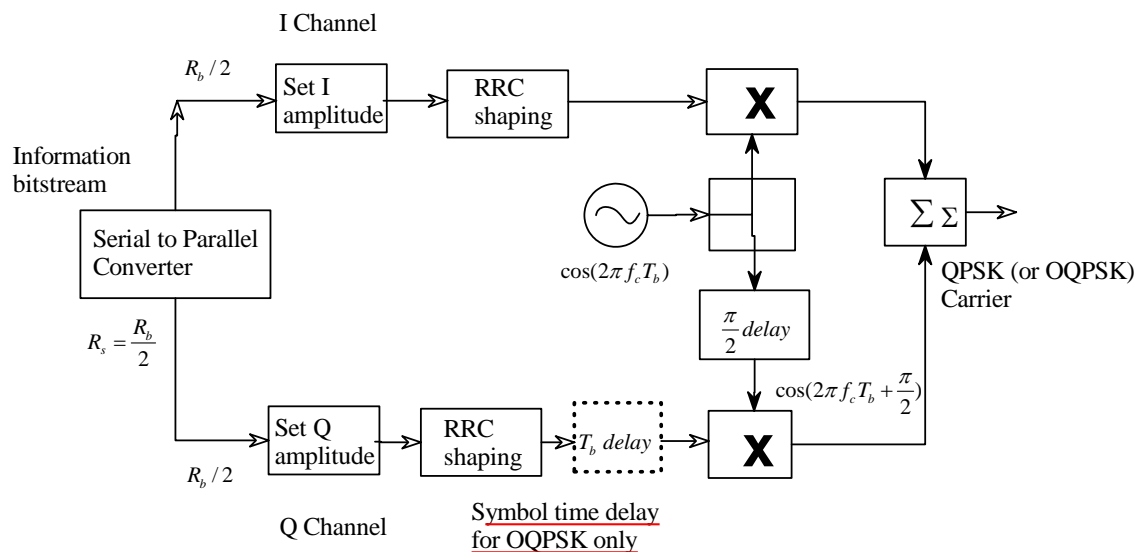 I Channel
R_b / 2
Set I
amplitude
RRC
shaping
X
Information
bitstream
Serial to Parallel
Converter
cos(2π f_c T_b)
Σ Σ
QPSK (or OQPSK)
Carrier
π/2 delay
R_s = R_b/2
cos(2π f_c T_b + π/2)
Set Q
amplitude
RRC
shaping
T_b delay
X
R_b / 2
Q Channel
Symbol time delay
for OQPSK only